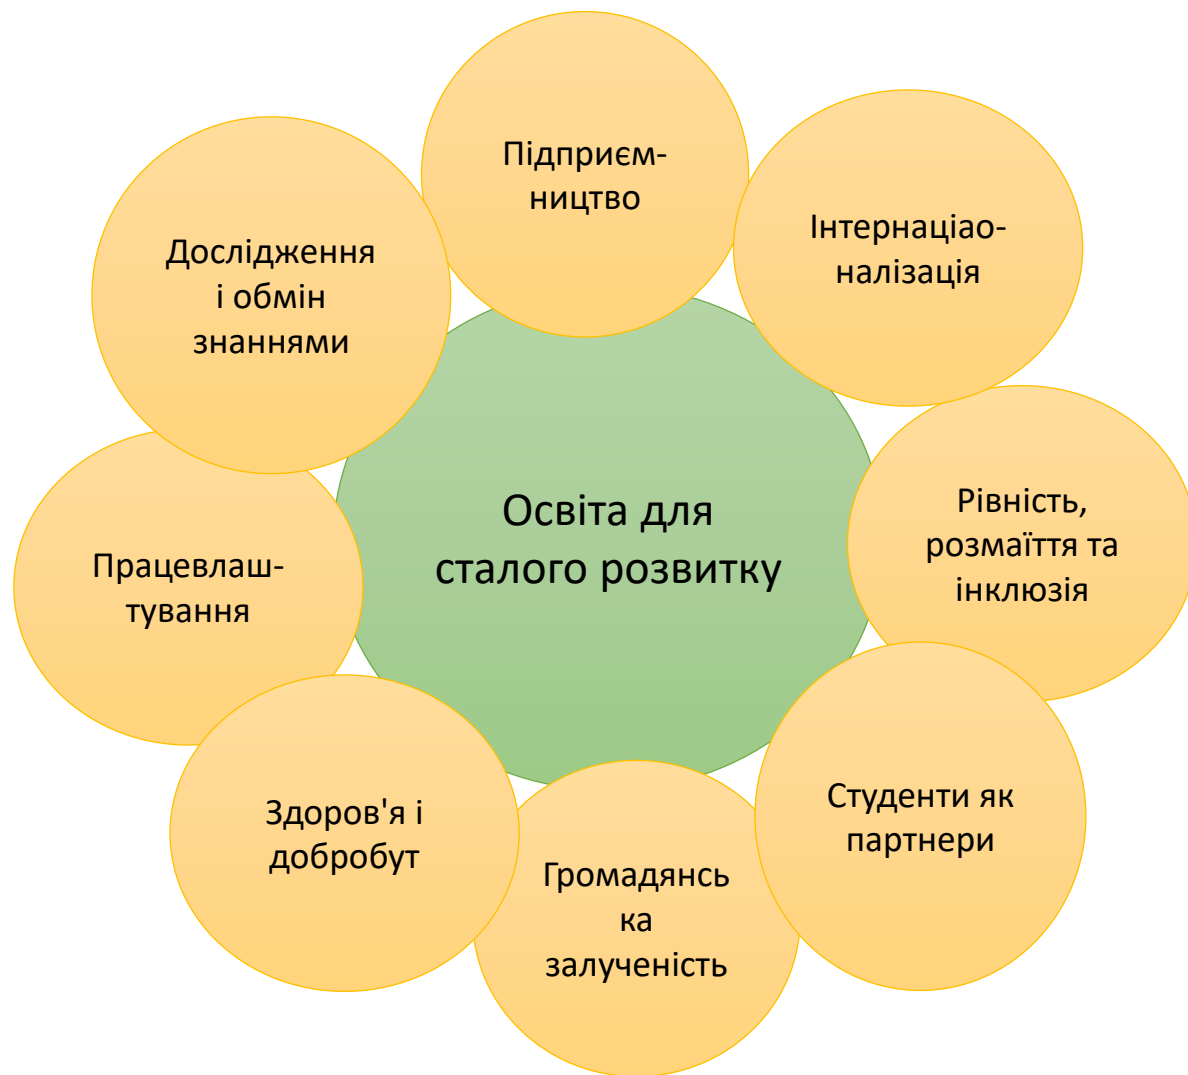 Підприєм-
ництво
Інтернаціао-
налізація
Рівність,
розмаїття та
інклюзія
Студенти як
партнери
Громадянсь
ка
залученість
Здоров'я і
добробут
Працевлаш-
тування
Дослідження
і обмін
знаннями
Освіта для
сталого розвитку